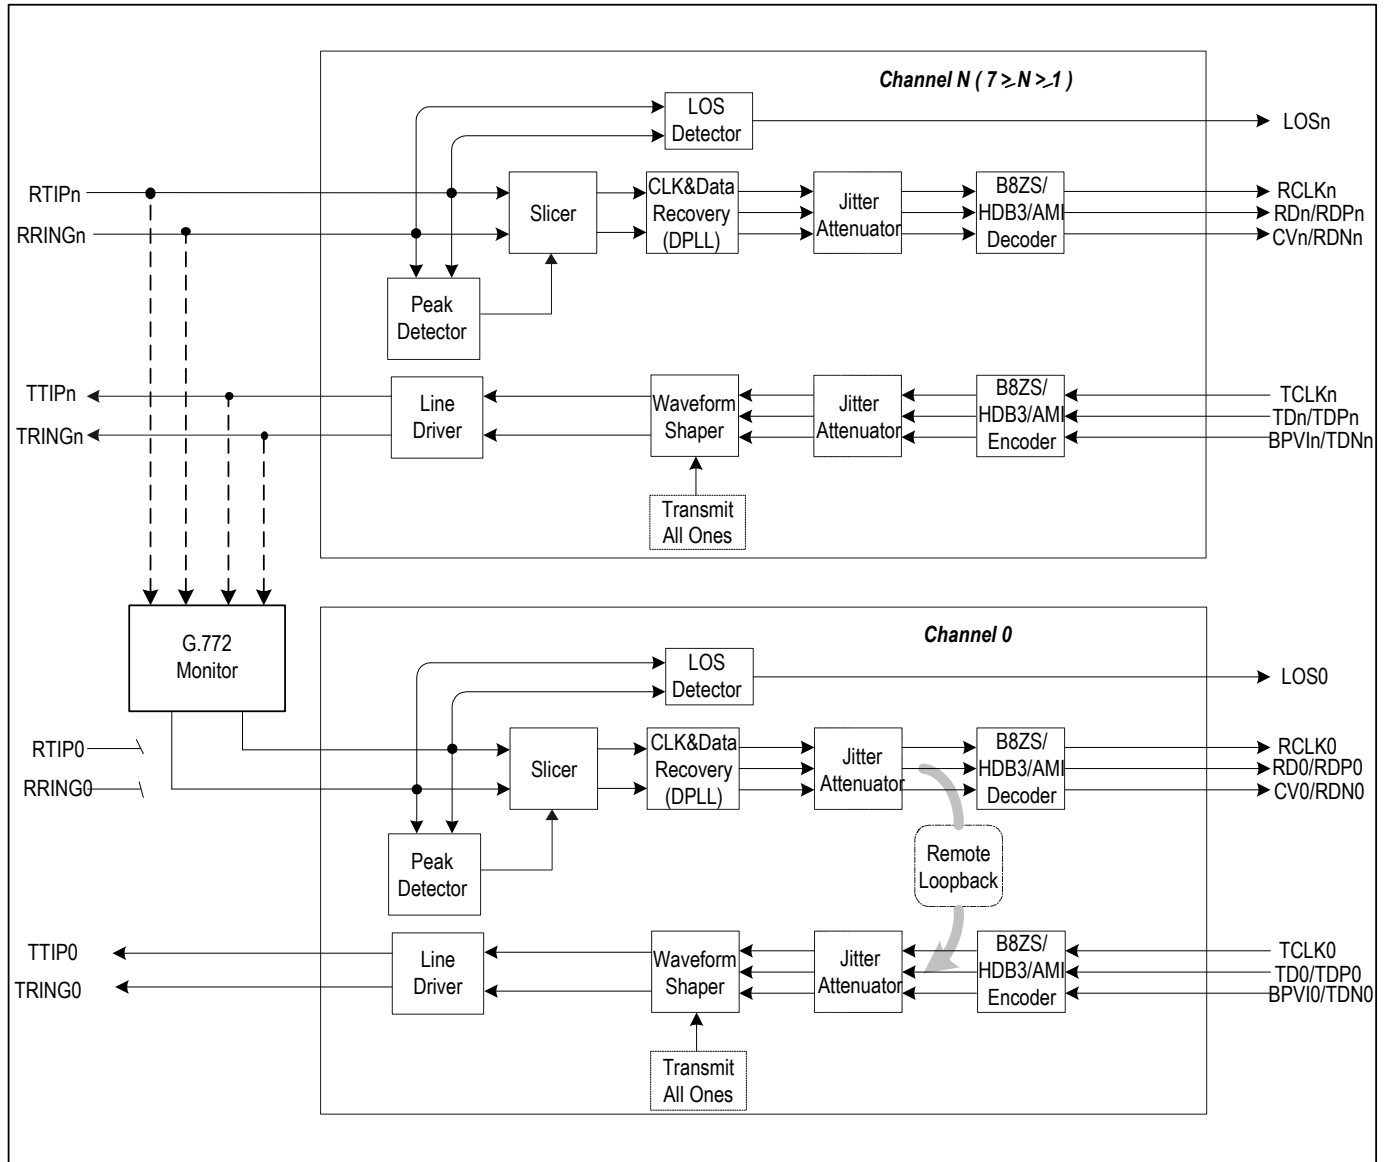 Channel N ( 7 ≥ N ≥ 1 )
LOS
Detector
LOSn
RTIPn
RRINGn
Slicer
CLK&Data
Recovery
(DPLL)
Jitter
Attenuator
B8ZS/
HDB3/AMI
Decoder
RCLKn
RDn/RDPn
CVn/RDNn
Peak
Detector
TTIPn
TRINGn
Line
Driver
Waveform
Shaper
Jitter
Attenuator
B8ZS/
HDB3/AMI
Encoder
TCLKn
TDn/TDPn
BPVIn/TDNn
Transmit
All Ones
G.772
Monitor
Channel 0
LOS
Detector
LOS0
RTIP0
RRING0
Slicer
CLK&Data
Recovery
(DPLL)
Jitter
Attenuator
B8ZS/
HDB3/AMI
Decoder
RCLK0
RD0/RDP0
CV0/RDN0
Peak
Detector
Remote
Loopback
TTIP0
TRING0
Line
Driver
Waveform
Shaper
Jitter
Attenuator
B8ZS/
HDB3/AMI
Encoder
TCLK0
TD0/TDP0
BPVI0/TDN0
Transmit
All Ones